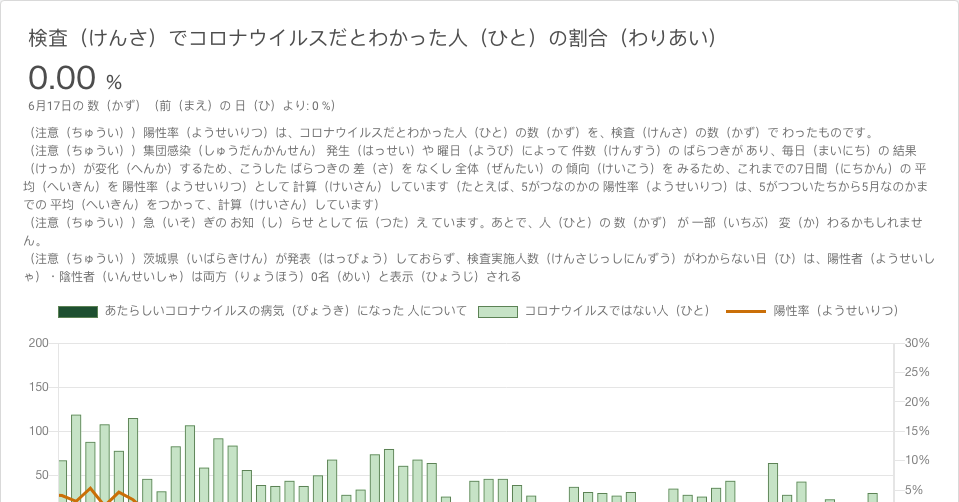 検査（けんさ）でコロナウイルスだとわかった人（ひと）の割合（わりあい）
0.00 %
6月17日の 数（かず）（前（まえ）の 日（ひ）より: 0 %）
（注意（ちゅうい））陽性率（ようせいりつ）は、コロナウイルスだとわかった人（ひと）の数（かず）を、検査（けんさ）の数（かず）で わったものです。
（注意（ちゅうい））集団感染（しゅうだんかんせん） 発生（はっせい）や 曜日（ようび）によって 件数（けんすう）の ばらつきが あり、毎日（まいにち）の 結果
（けっか）が変化（へんか）するため、こうした ばらつきの 差（さ）を なくし 全体（ぜんたい）の 傾向（けいこう）を みるため、これまでの7日間（にちかん）の 平
均（へいきん）を 陽性率（ようせいりつ）として 計算（けいさん）しています（たとえば、5がつなのかの 陽性率（ようせいりつ）は、5がつついたちから5月なのかま
での 平均（へいきん）をつかって、計算（けいさん）しています）
（注意（ちゅうい））急（いそ）ぎの お知（し）らせ として 伝（つた）え ています。あとで、人（ひと）の 数（かず） が 一部（いちぶ） 変（か）わるかもしれませ
ん。
（注意（ちゅうい））茨城県（いばらきけん）が発表（はっぴょう）しておらず、検査実施人数（けんさじっしにんずう）がわからない日（ひ）は、陽性者（ようせいし
ゃ）・陰性者（いんせいしゃ）は両方（りょうほう）0名（めい）と表示（ひょうじ）される
あたらしいコロナウイルスの病気（びょうき）になった 人について
コロナウイルスではない人（ひと）
陽性率（ようせいりつ）
200
150
100
50
30%
25%
20%
15%
10%
5%